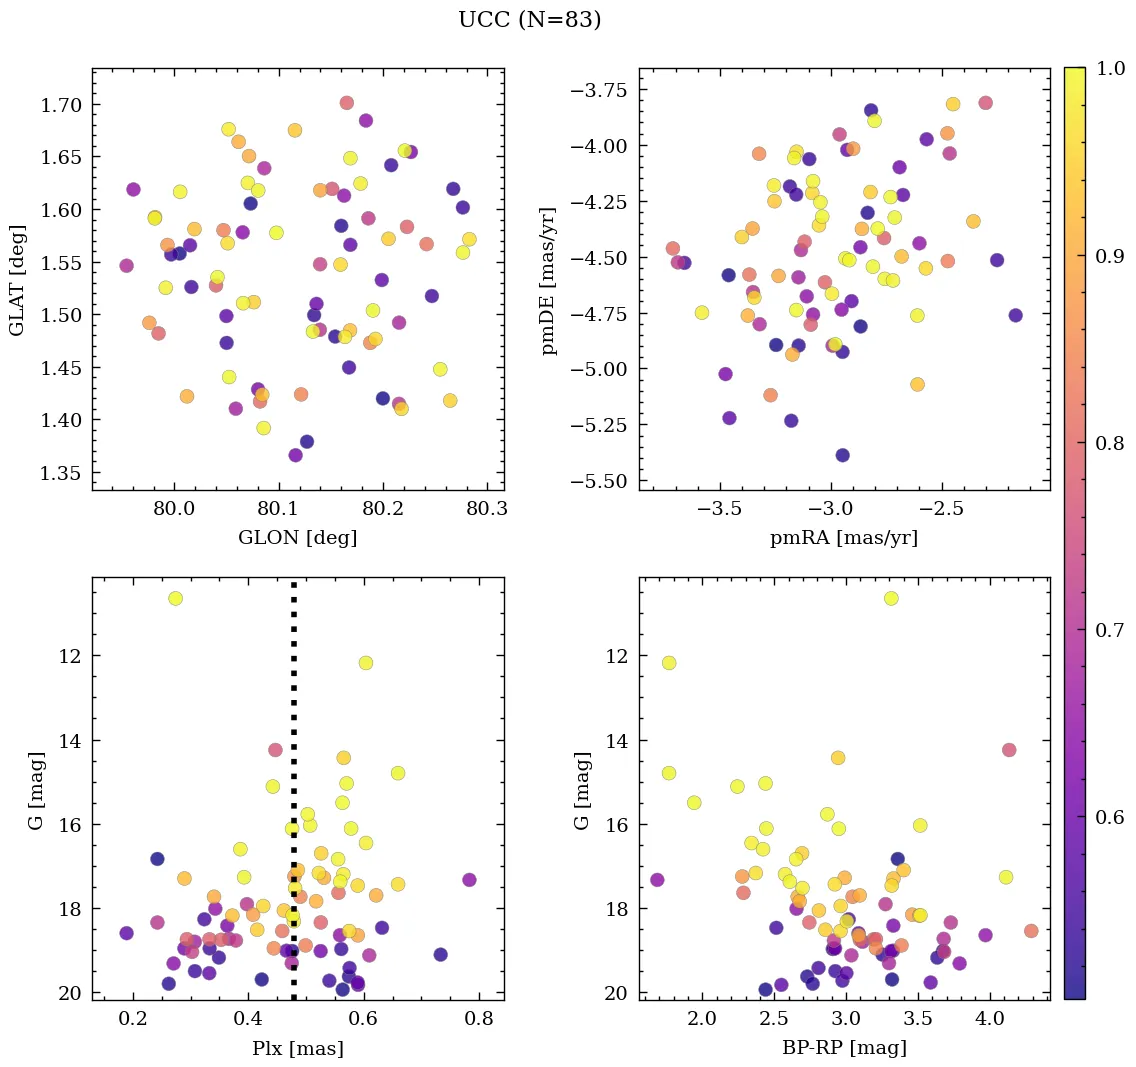 UCC (N=83)
1.70
1.65
1.60
1.55
1.50
1.45
1.40
1.35
GLAT [deg]
80.0 80.1 80.2 80.3
GLON [deg]
−3.75
−4.00
−4.25
−4.50
−4.75
−5.00
−5.25
−5.50
pmDE [mas/yr]
−3.5 −3.0 −2.5
pmRA [mas/yr]
1.0
0.9
0.8
0.7
0.6
12
14
16
18
20
G [mag]
0.2 0.4 0.6 0.8
Plx [mas]
12
14
16
18
20
G [mag]
2.0 2.5 3.0 3.5 4.0
BP-RP [mag]